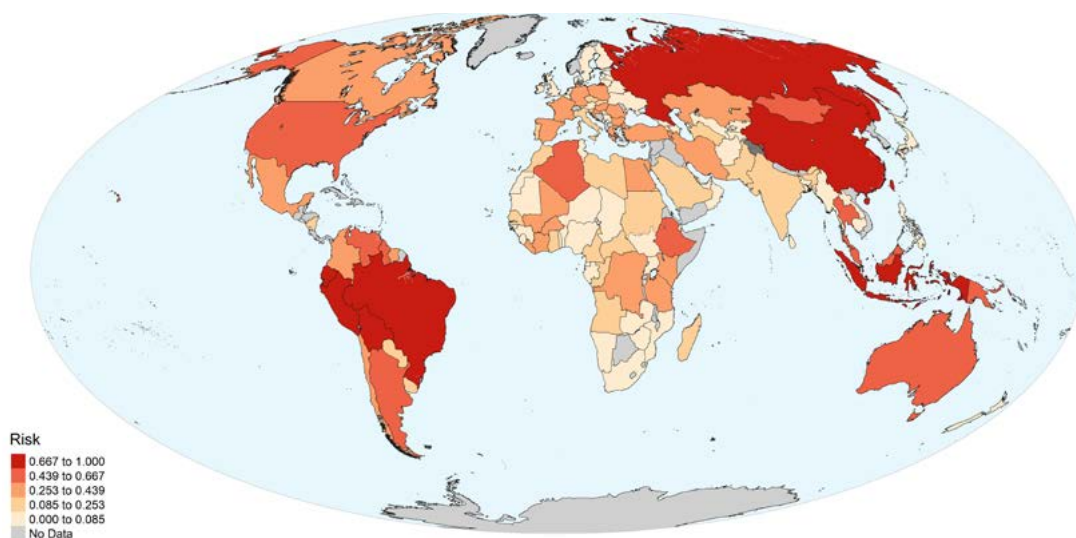 Risk
0.667 to 1.000
0.439 to 0.667
0.253 to 0.439
0.085 to 0.253
0.000 to 0.085
No Data